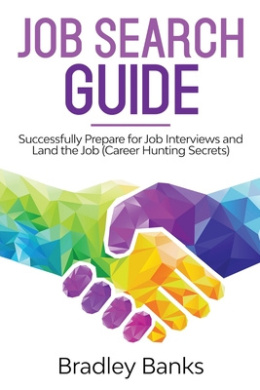 JOB SEARCH
GUIDE
Successfully Prepare for Job Interviews and
Land the Job (Career Hunting Secrets)
Bradley Banks